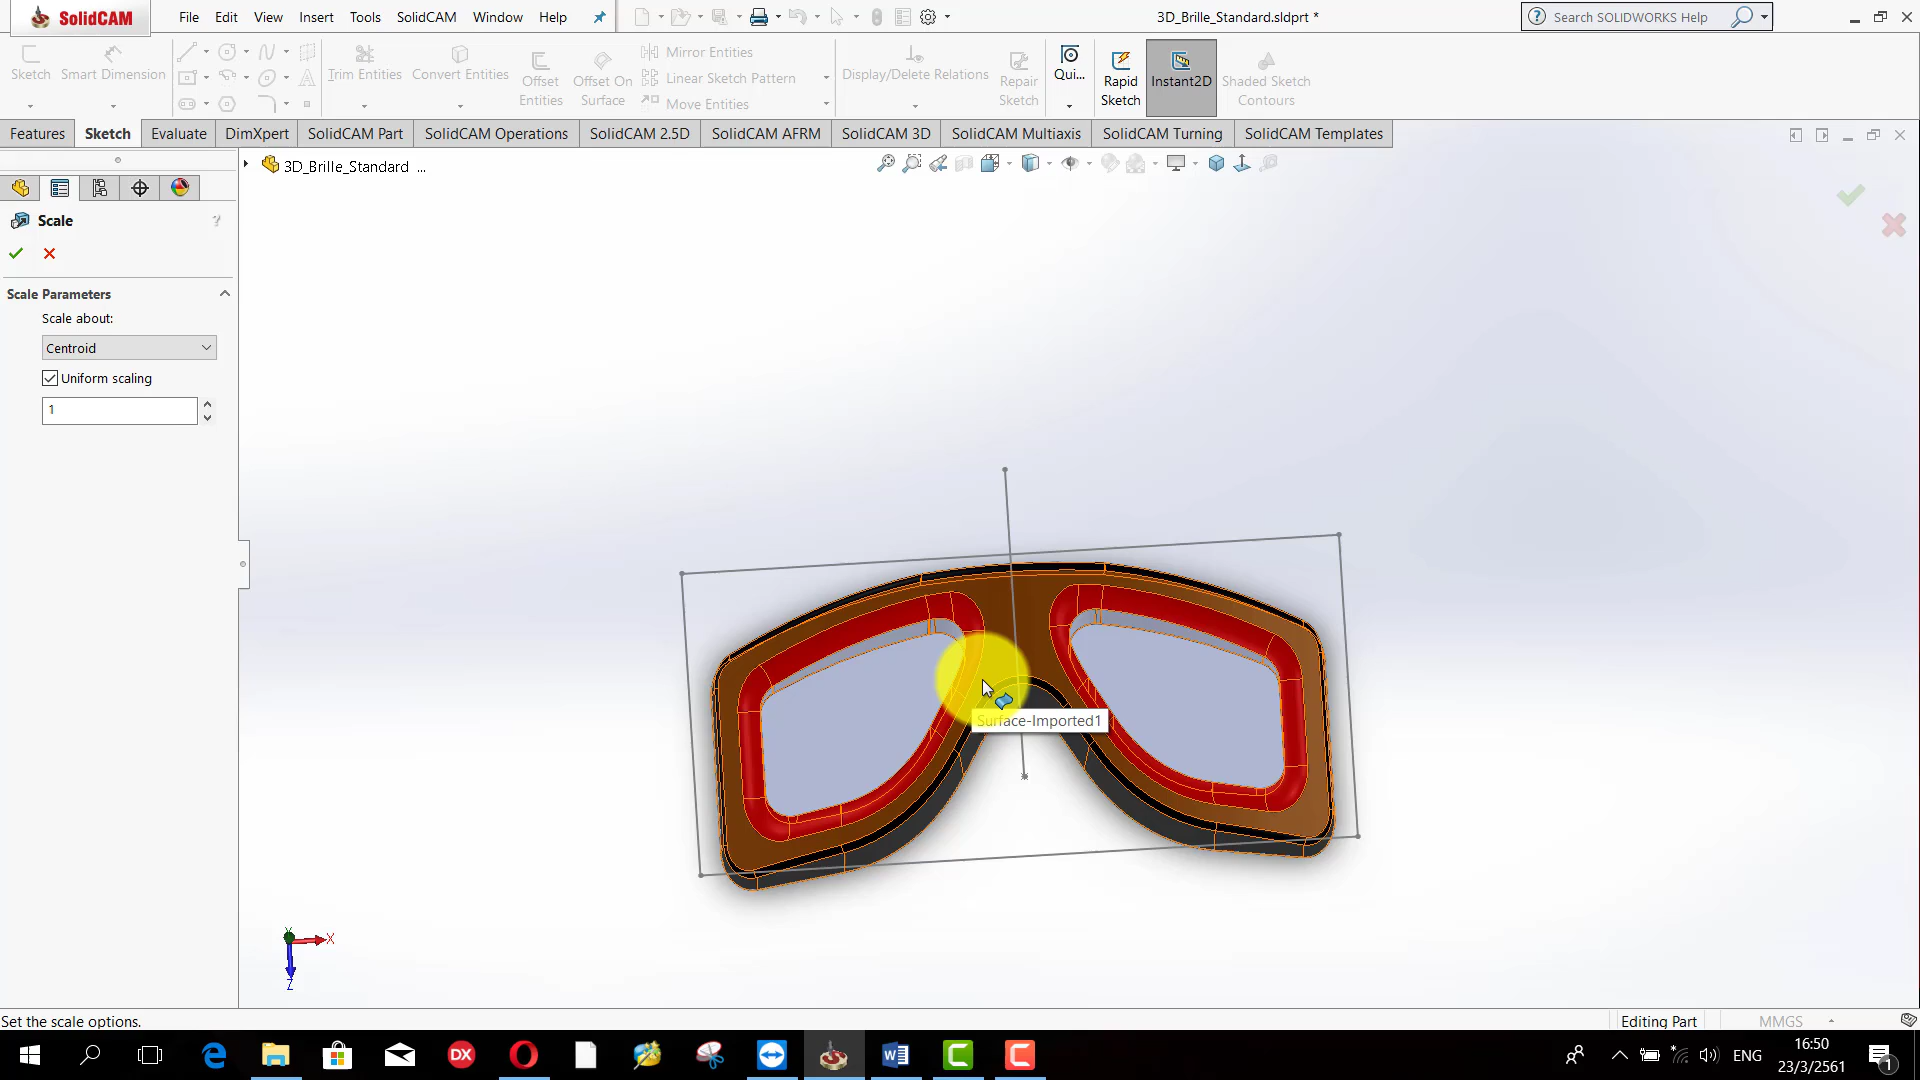 SolidCAM File Edit View Insert Tools SolidCAM Window Help 3D_Brille_Standard.sldprt * Search SOLIDWORKS Help
Sketch Smart Dimension Trim Entities Convert Entities Offset Entities Offset On Surface Mirror Entities Linear Sketch Pattern Move Entities Display/Delete Relations Repair Sketch Qui... Rapid Sketch Instant2D Shaded Sketch Contours
Features Sketch Evaluate DimXpert SolidCAM Part SolidCAM Operations SolidCAM 2.5D SolidCAM AFRM SolidCAM 3D SolidCAM Multiaxis SolidCAM Turning SolidCAM Templates
3D_Brille_Standard ...
Scale ?
Scale Parameters
Scale about:
Centroid
Uniform scaling
1
Surface-Imported1
Y
X
Z
Set the scale options. Editing Part MMGS
DX ENG 16:50
23/3/2561 1